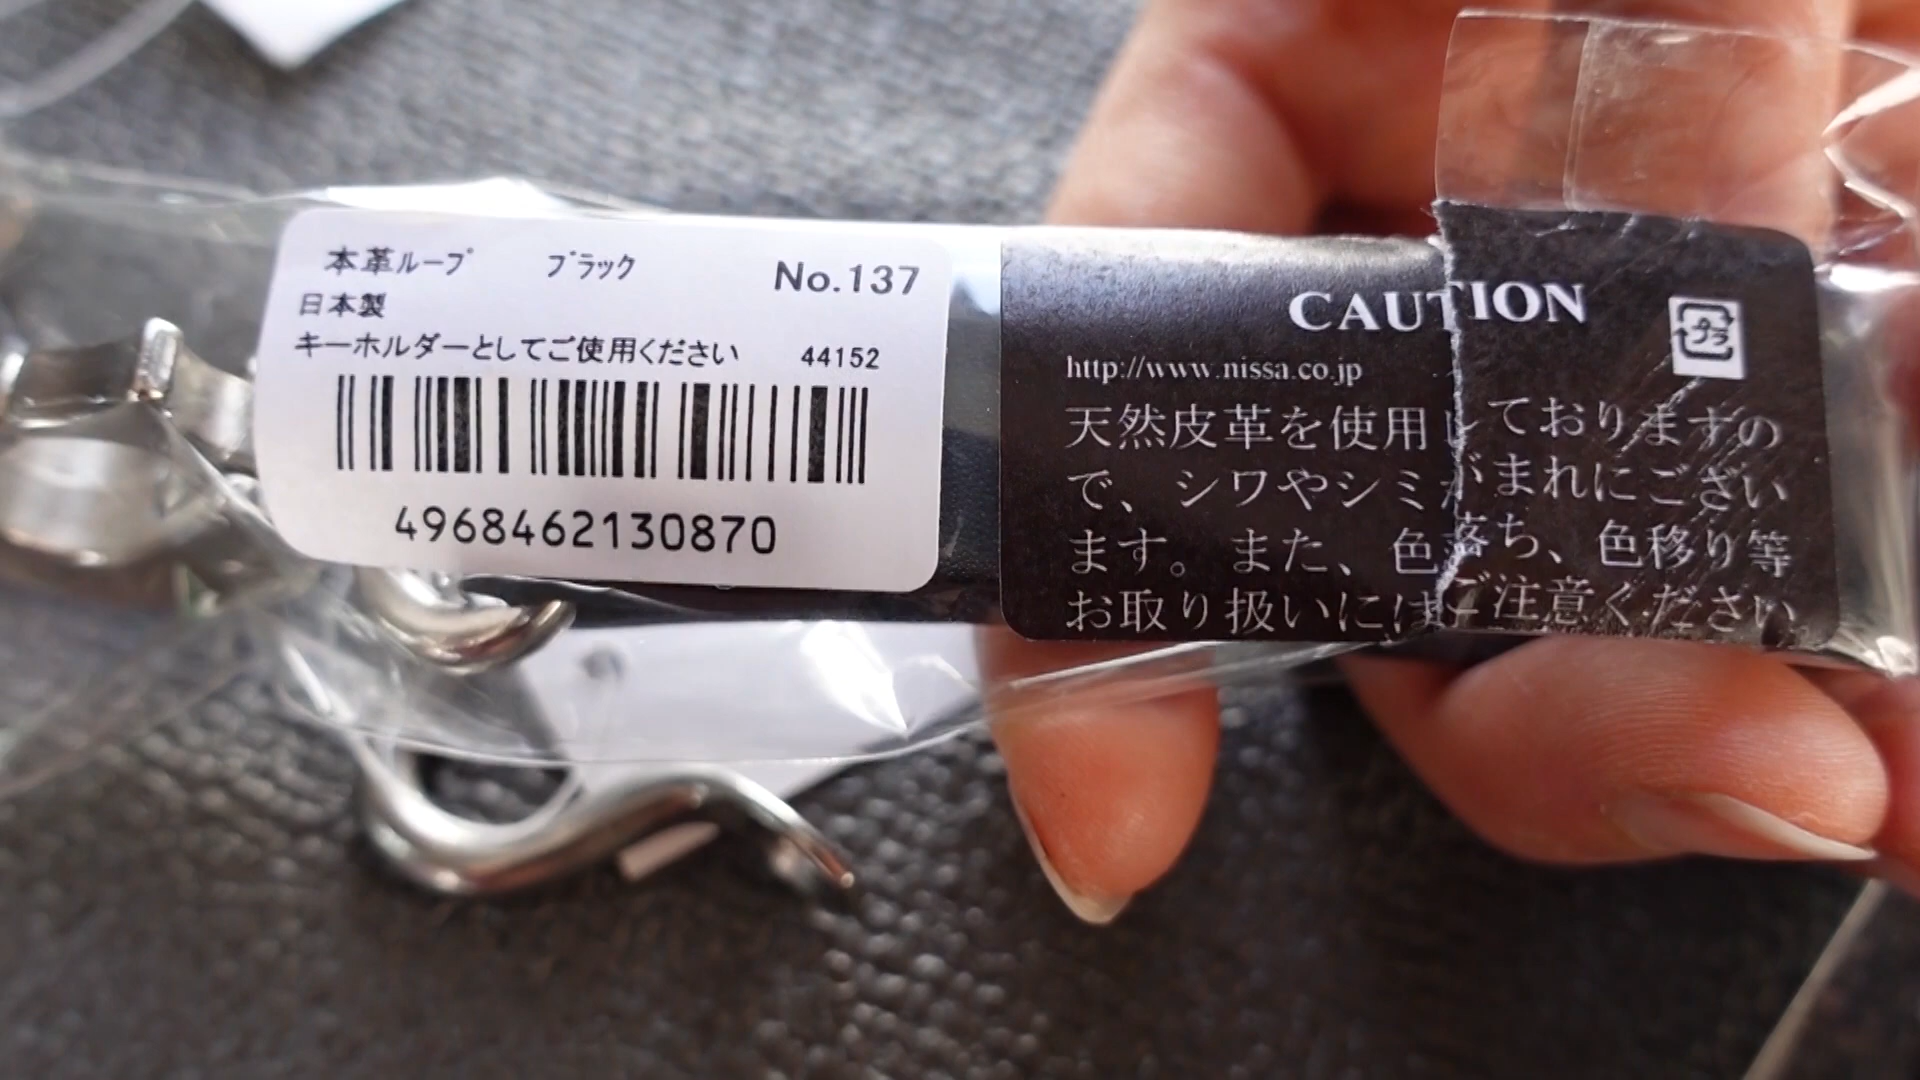 本革ループ ブラック No.137
日本製
キーホルダーとしてご使用ください 44152
4968462130870
CAUTION
プラ
http://www.nissa.co.jp
天然皮革を使用しておりますの
で、シワやシミがまれにござい
ます。また、色落ち、色移り等
お取り扱いにはご注意ください